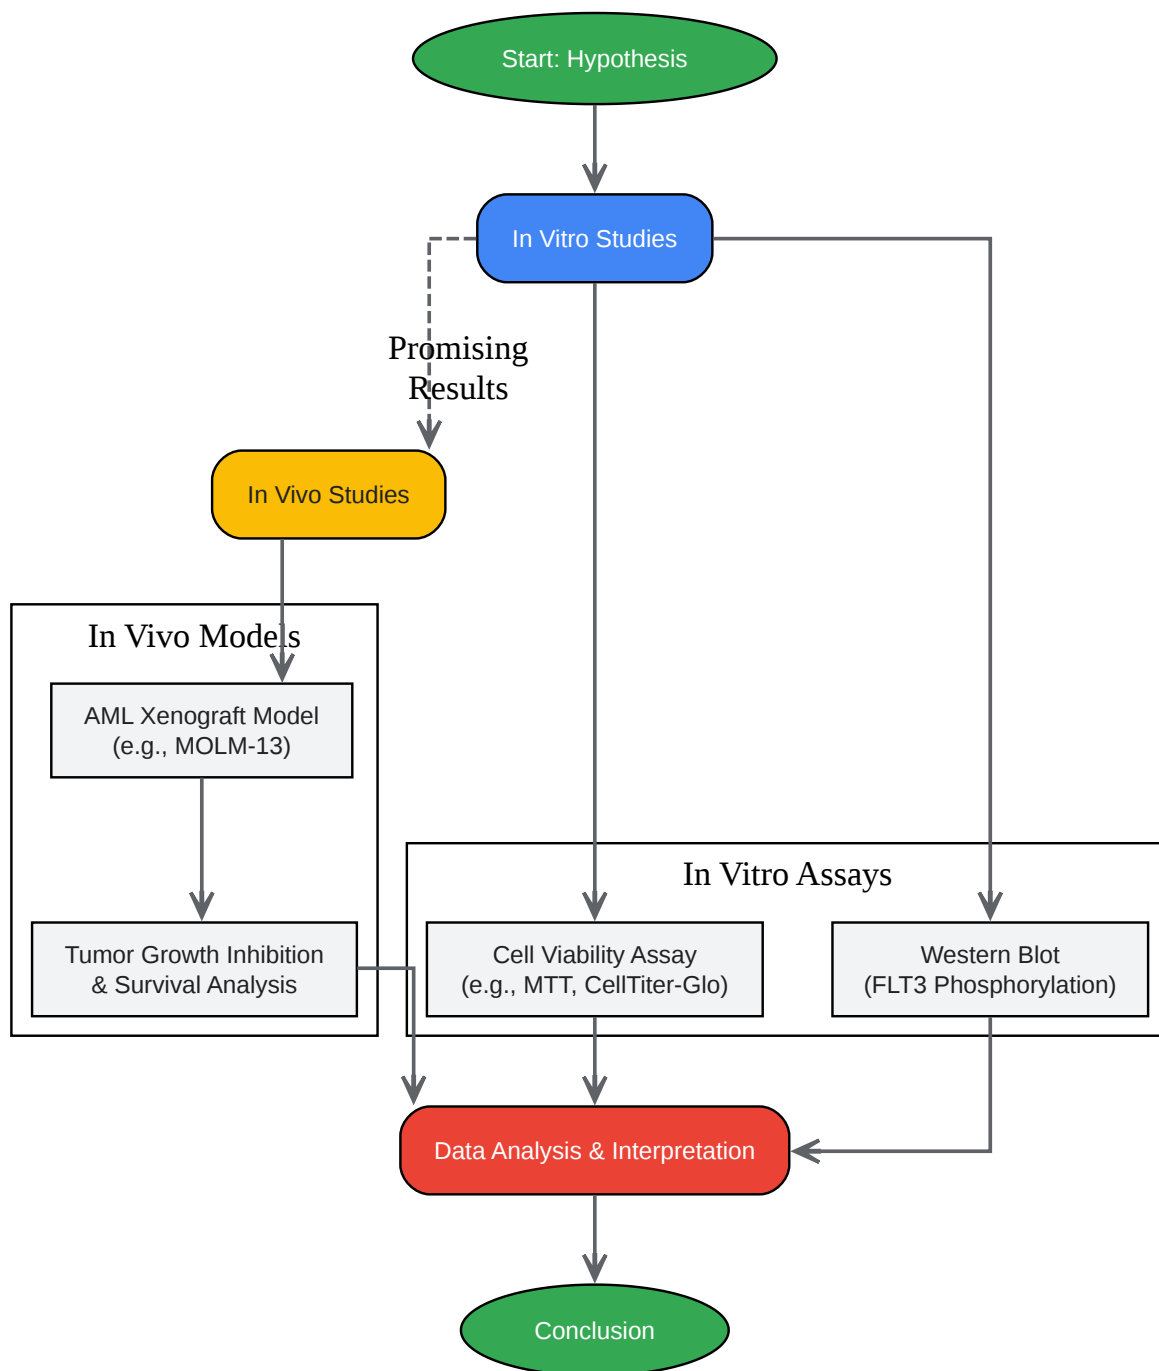 Start: Hypothesis
In Vitro Studies
Promising
Results
In Vivo Studies
In Vivo Models
AML Xenograft Model
(e.g., MOLM-13)
In Vitro Assays
Tumor Growth Inhibition
& Survival Analysis
Cell Viability Assay
(e.g., MTT, CellTiter-Glo)
Western Blot
(FLT3 Phosphorylation)
Data Analysis & Interpretation
Conclusion